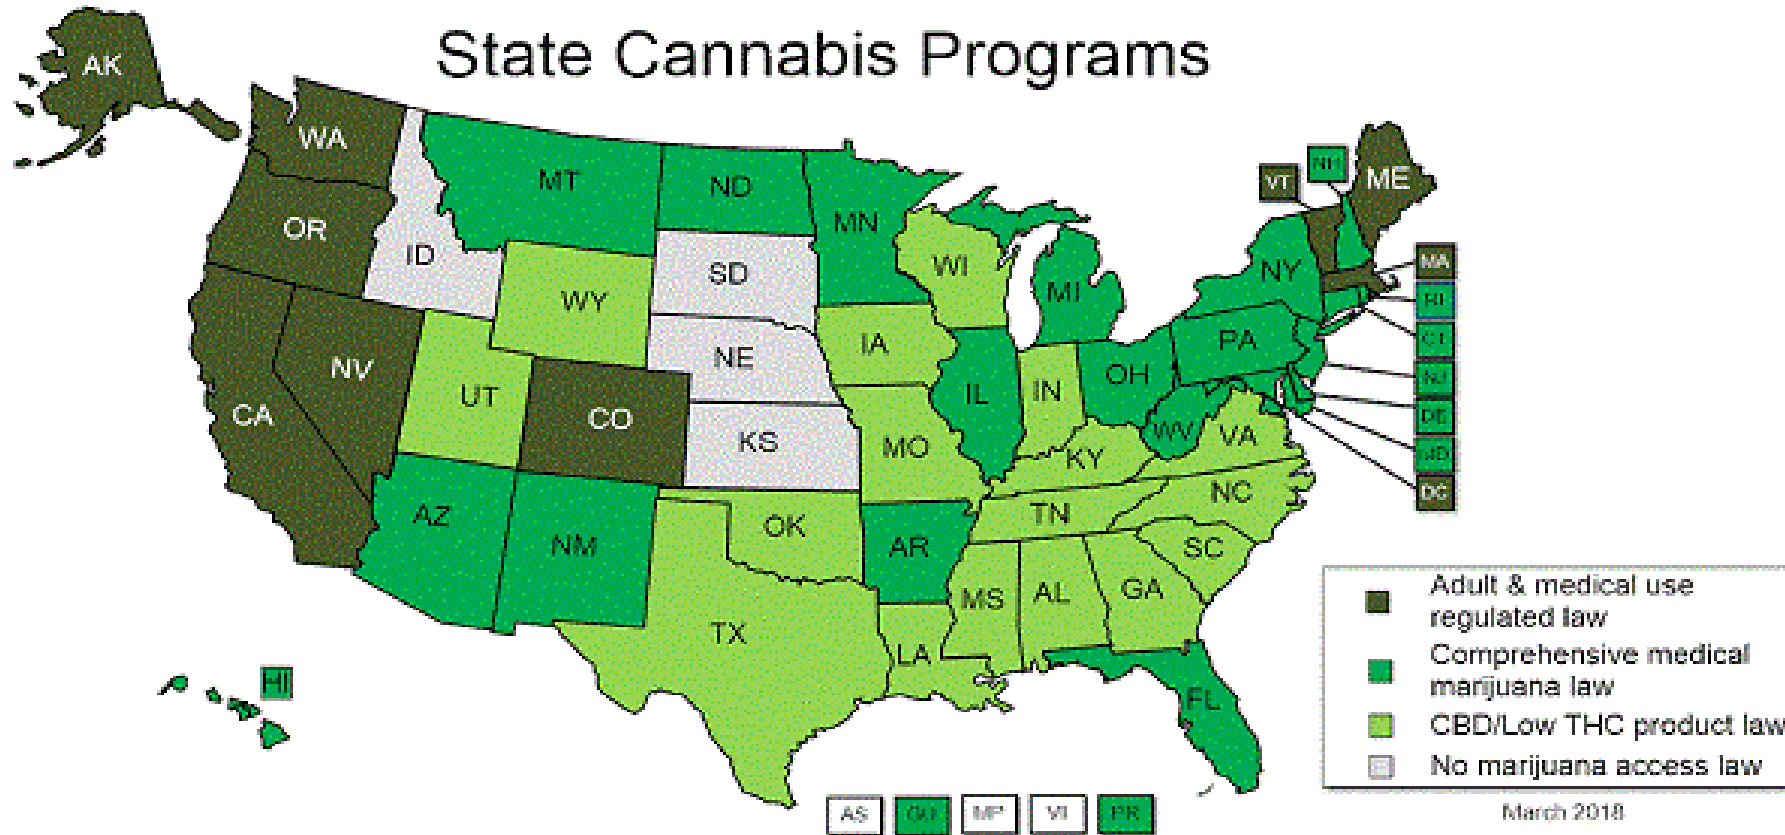 State Cannabis Programs
AK
WA
OR
CA
NV
ID
MT
WY
UT
CO
AZ
NM
ND
SD
NE
KS
OK
TX
MN
IA
MO
AR
LA
WI
IL
MI
IN
OH
KY
TN
MS
AL
GA
FL
SC
NC
VA
WV
PA
NY
VT
NH
ME
MA
RI
CT
NJ
DE
MD
DC
HI
AS
GU
MP
VI
PR
Adult & medical use
regulated law
Comprehensive medical
marijuana law
CBD/Low THC product law
No marijuana access law
March 2018